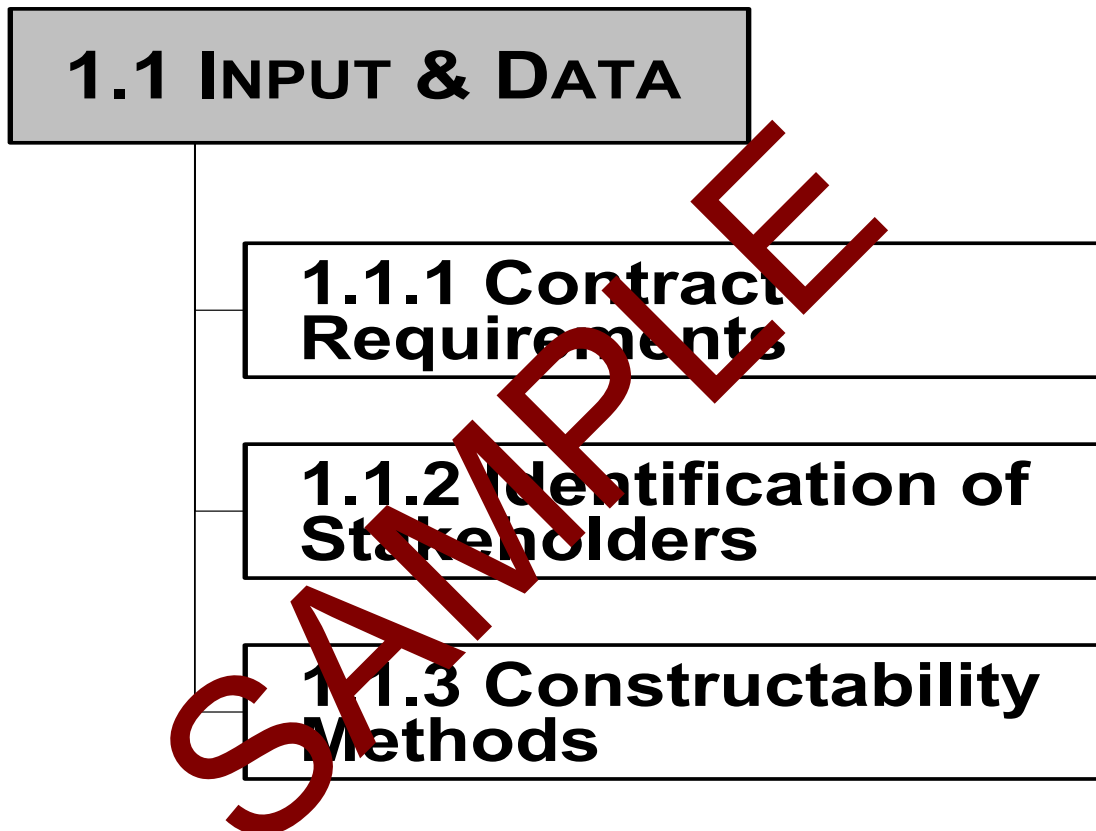 1.1 INPUT & DATA
1.1.1 Contract
Requirements
1.1.2 Identification of
Stakeholders
1.1.3 Constructability
Methods
SAMPLE